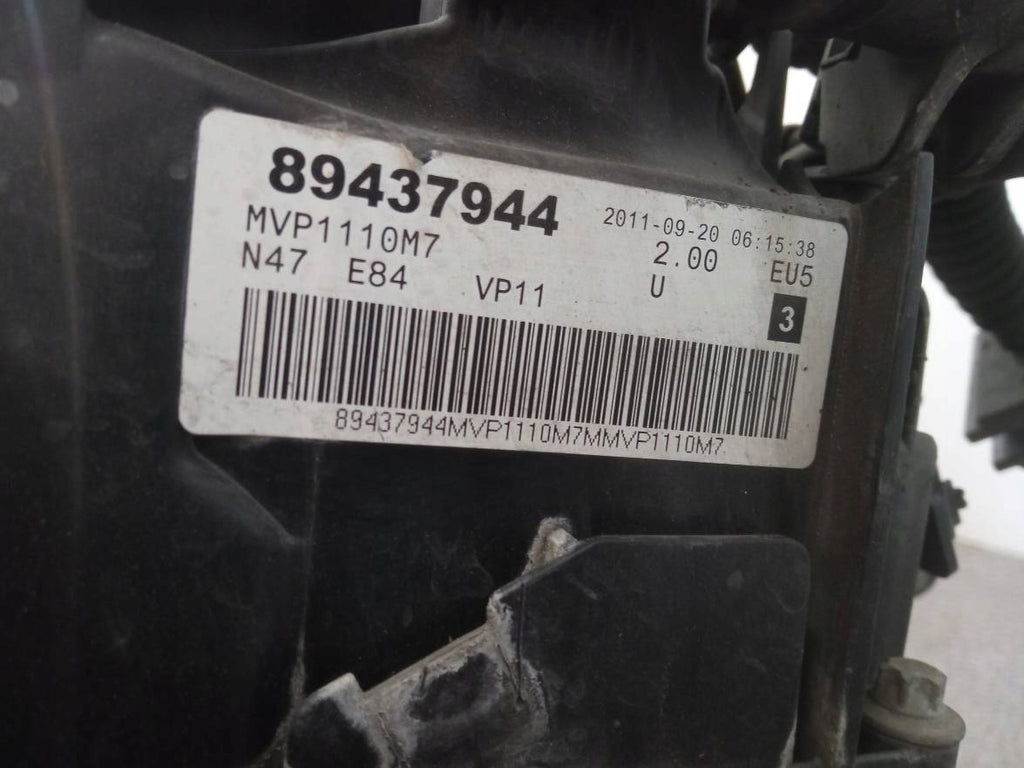 89437944 2011-09-20 06:15:38
MVP1110M7 2.00 EU5
N47 E84 VP11 U 3
89437944MVP1110M7MMVP1110M7